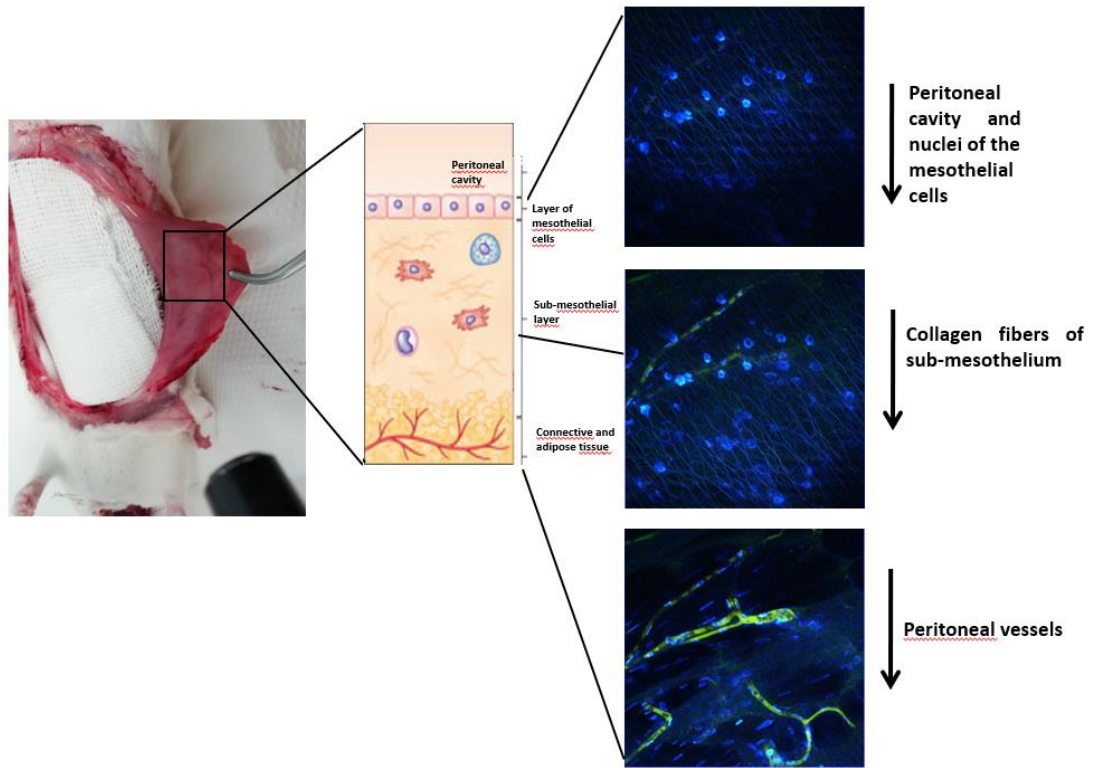 Peritoneal
cavity
Layer of
mesothelial
cells
Sub-mesothelial
layer
Connective and
adipose tissue
Peritoneal
cavity and
nuclei of the
mesothelial
cells
Collagen fibers of
sub-mesothelium
Peritoneal vessels